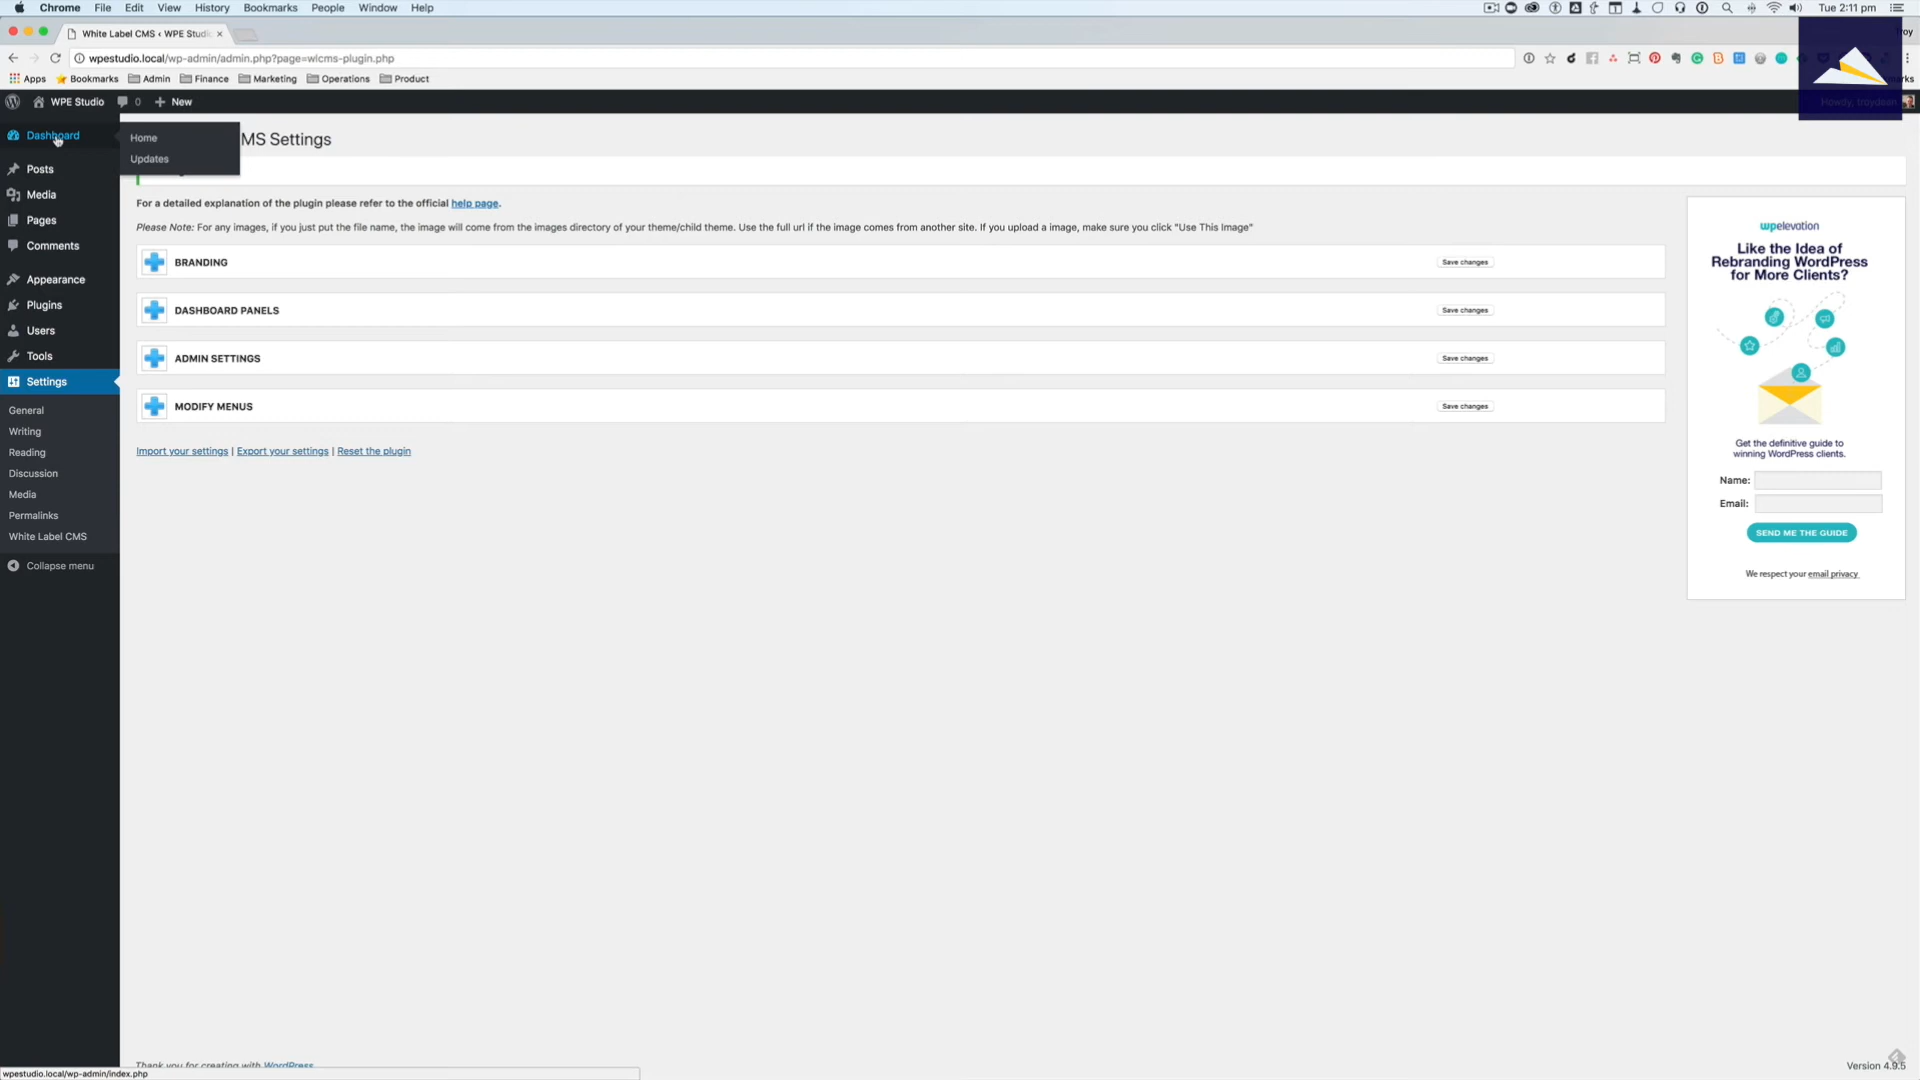 Chrome File Edit View History Bookmarks People Window Help
Tue 2:11 pm
White Label CMS ‹ WPE Studio
wpestudio.local/wp-admin/admin.php?page=wlcms-plugin.php
Apps Bookmarks Admin Finance Marketing Operations Product
WPE Studio 0 New
Howdy, troydean
Dashboard
Home
Updates
Posts
Media
Pages
Comments
Appearance
Plugins
Users
Tools
Settings
General
Writing
Reading
Discussion
Media
Permalinks
White Label CMS
Collapse menu
MS Settings
For a detailed explanation of the plugin please refer to the official help page.
Please Note: For any images, if you just put the file name, the image will come from the images directory of your theme/child theme. Use the full url if the image comes from another site. If you upload a image, make sure you click "Use This Image"
BRANDING Save changes
DASHBOARD PANELS Save changes
ADMIN SETTINGS Save changes
MODIFY MENUS Save changes
Import your settings | Export your settings | Reset the plugin
wpelevation
Like the Idea of
Rebranding WordPress
for More Clients?
Get the definitive guide to
winning WordPress clients.
Name:
Email:
SEND ME THE GUIDE
We respect your email privacy
Thank you for creating with WordPress
Version 4.9.5
wpestudio.local/wp-admin/index.php